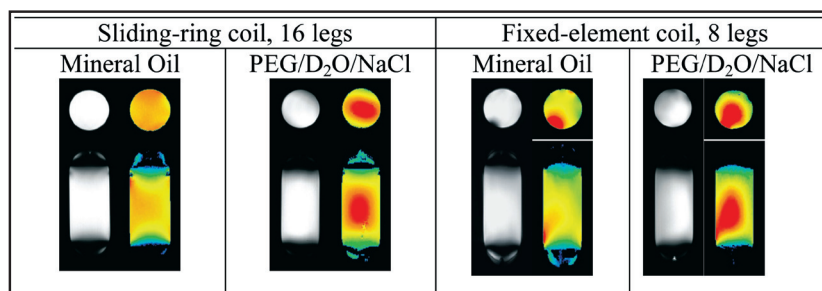 Sliding-ring coil, 16 legs
Fixed-element coil, 8 legs
Mineral Oil
PEG/D₂O/NaCl
Mineral Oil
PEG/D₂O/NaCl